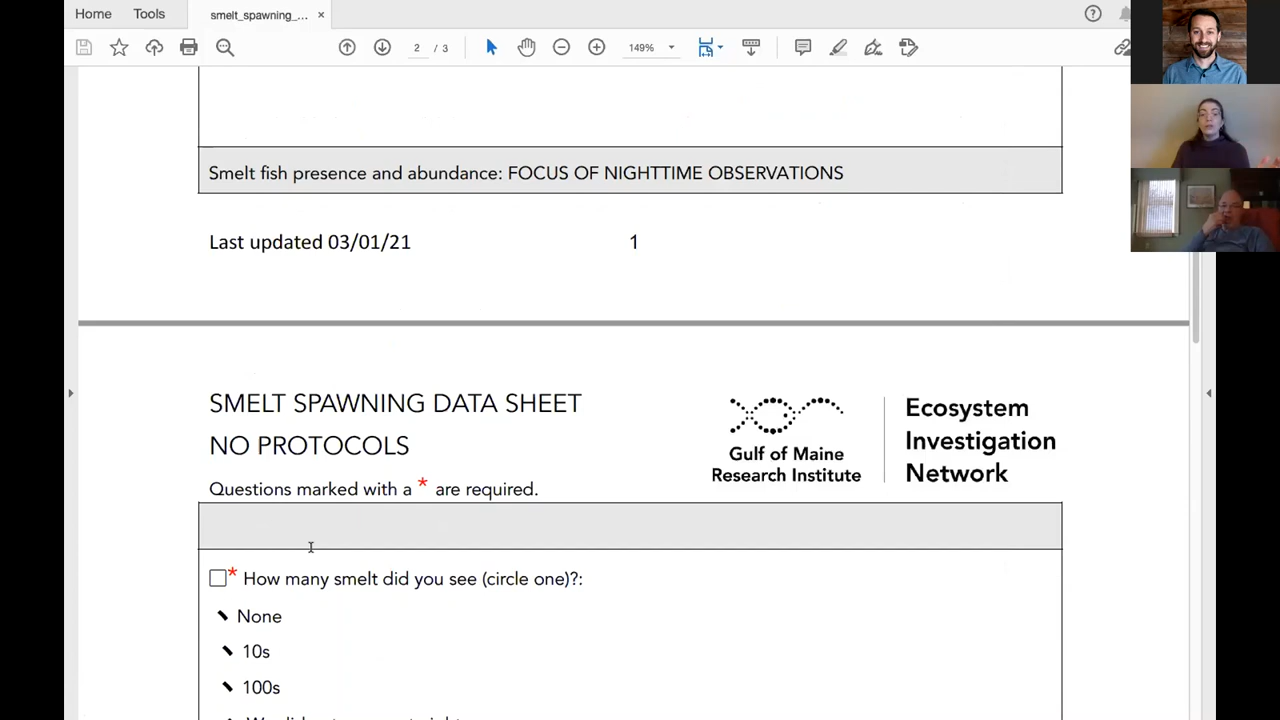 Home Tools smelt_spawning_... ×
2 / 3 149%
Smelt fish presence and abundance: FOCUS OF NIGHTTIME OBSERVATIONS
Last updated 03/01/21 1
SMELT SPAWNING DATA SHEET
NO PROTOCOLS
Questions marked with a * are required.
Gulf of Maine
Research Institute
Ecosystem
Investigation
Network
* How many smelt did you see (circle one)?:
None
10s
100s